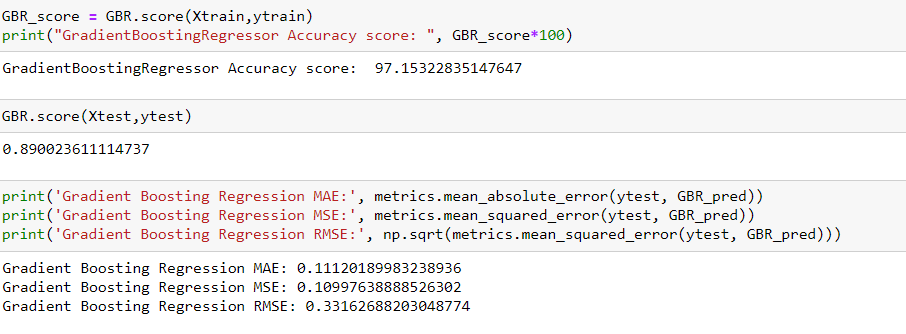 GBR_score = GBR.score(Xtrain,ytrain)
print("GradientBoostingRegressor Accuracy score: ", GBR_score*100)
GradientBoostingRegressor Accuracy score:  97.15322835147647
GBR.score(Xtest,ytest)
0.890023611114737
print('Gradient Boosting Regression MAE:', metrics.mean_absolute_error(ytest, GBR_pred))
print('Gradient Boosting Regression MSE:', metrics.mean_squared_error(ytest, GBR_pred))
print('Gradient Boosting Regression RMSE:', np.sqrt(metrics.mean_squared_error(ytest, GBR_pred)))
Gradient Boosting Regression MAE: 0.11120189983238936
Gradient Boosting Regression MSE: 0.10997638888526302
Gradient Boosting Regression RMSE: 0.33162688203048774